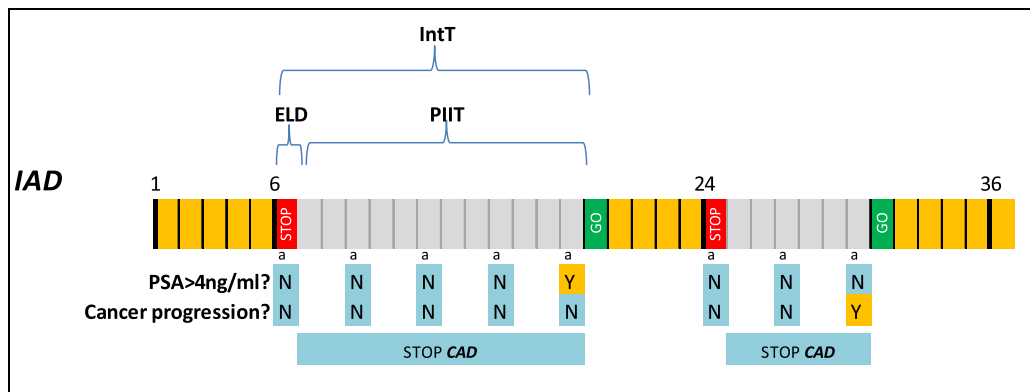 IntT
ELD PIIT
IAD
1 6 24 36
STOP GO STOP GO
a a a a a a a a
PSA>4ng/ml? N N N N Y N N N
Cancer progression? N N N N N N N Y
STOP CAD STOP CAD